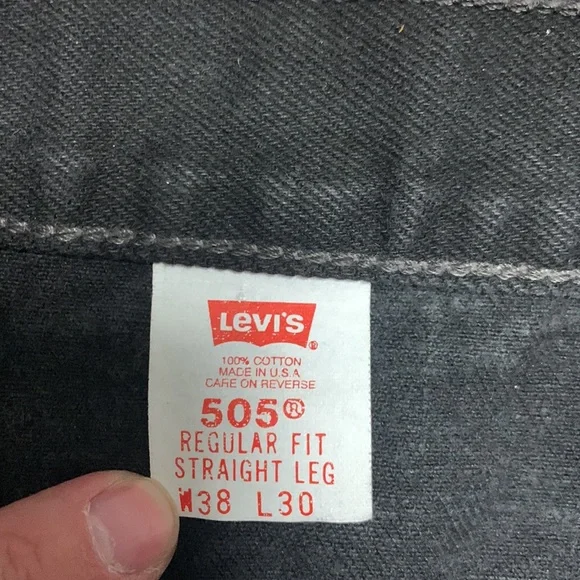 Levi's ®
100% COTTON
MADE IN U.S.A
CARE ON REVERSE
505®
REGULAR FIT
STRAIGHT LEG
W38 L30